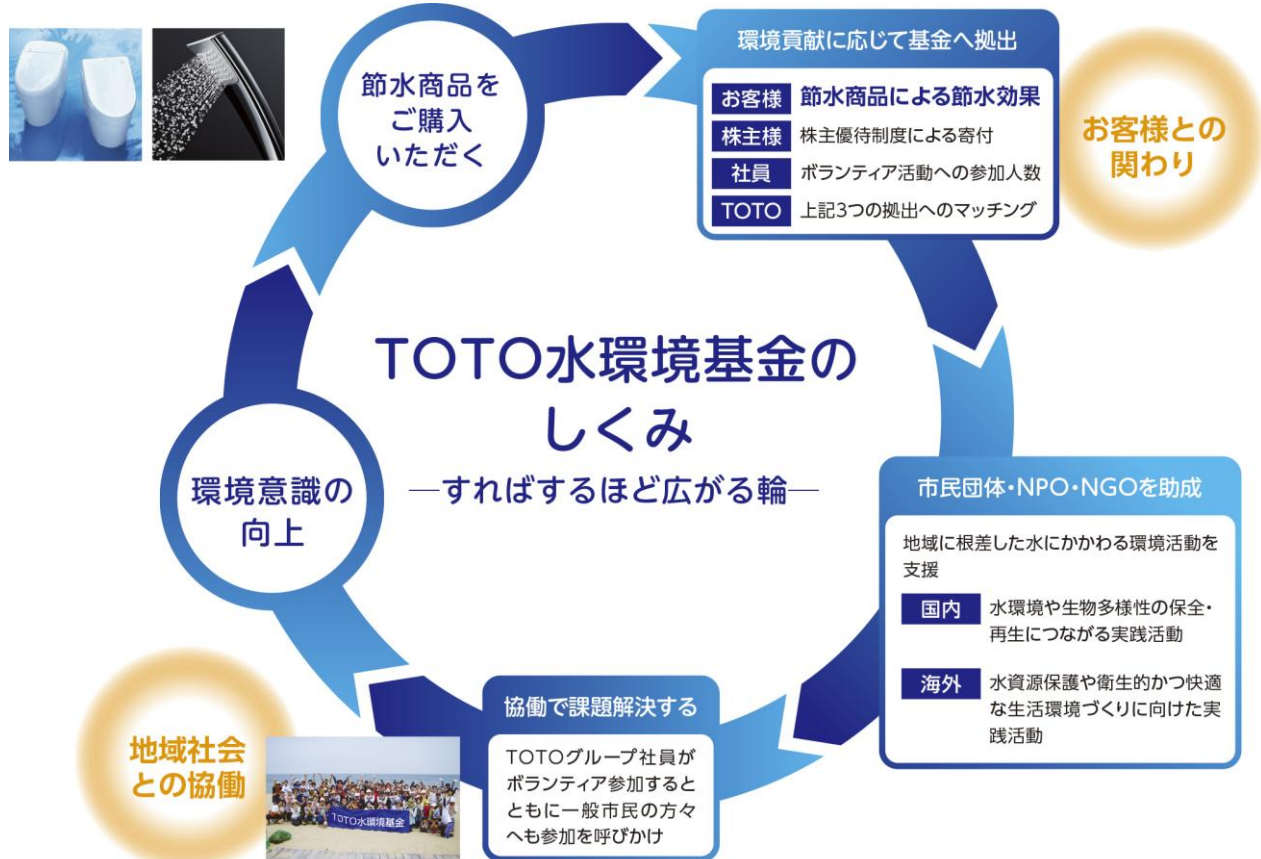 節水商品を
ご購入
いただく
環境貢献に応じて基金へ拠出
お客様 節水商品による節水効果
株主様 株主優待制度による寄付
社員 ボランティア活動への参加人数
TOTO 上記3つの拠出へのマッチング
お客様との
関わり
TOTO水環境基金の
しくみ
―すればするほど広がる輪―
市民団体・NPO・NGOを助成
地域に根差した水にかかわる環境活動を
支援
国内 水環境や生物多様性の保全・
再生につながる実践活動
海外 水資源保護や衛生的かつ快適
な生活環境づくりに向けた実
践活動
協働で課題解決する
TOTOグループ社員が
ボランティア参加すると
ともに一般市民の方々
へも参加を呼びかけ
地域社会
との協働
TOTO水環境基金
環境意識の
向上